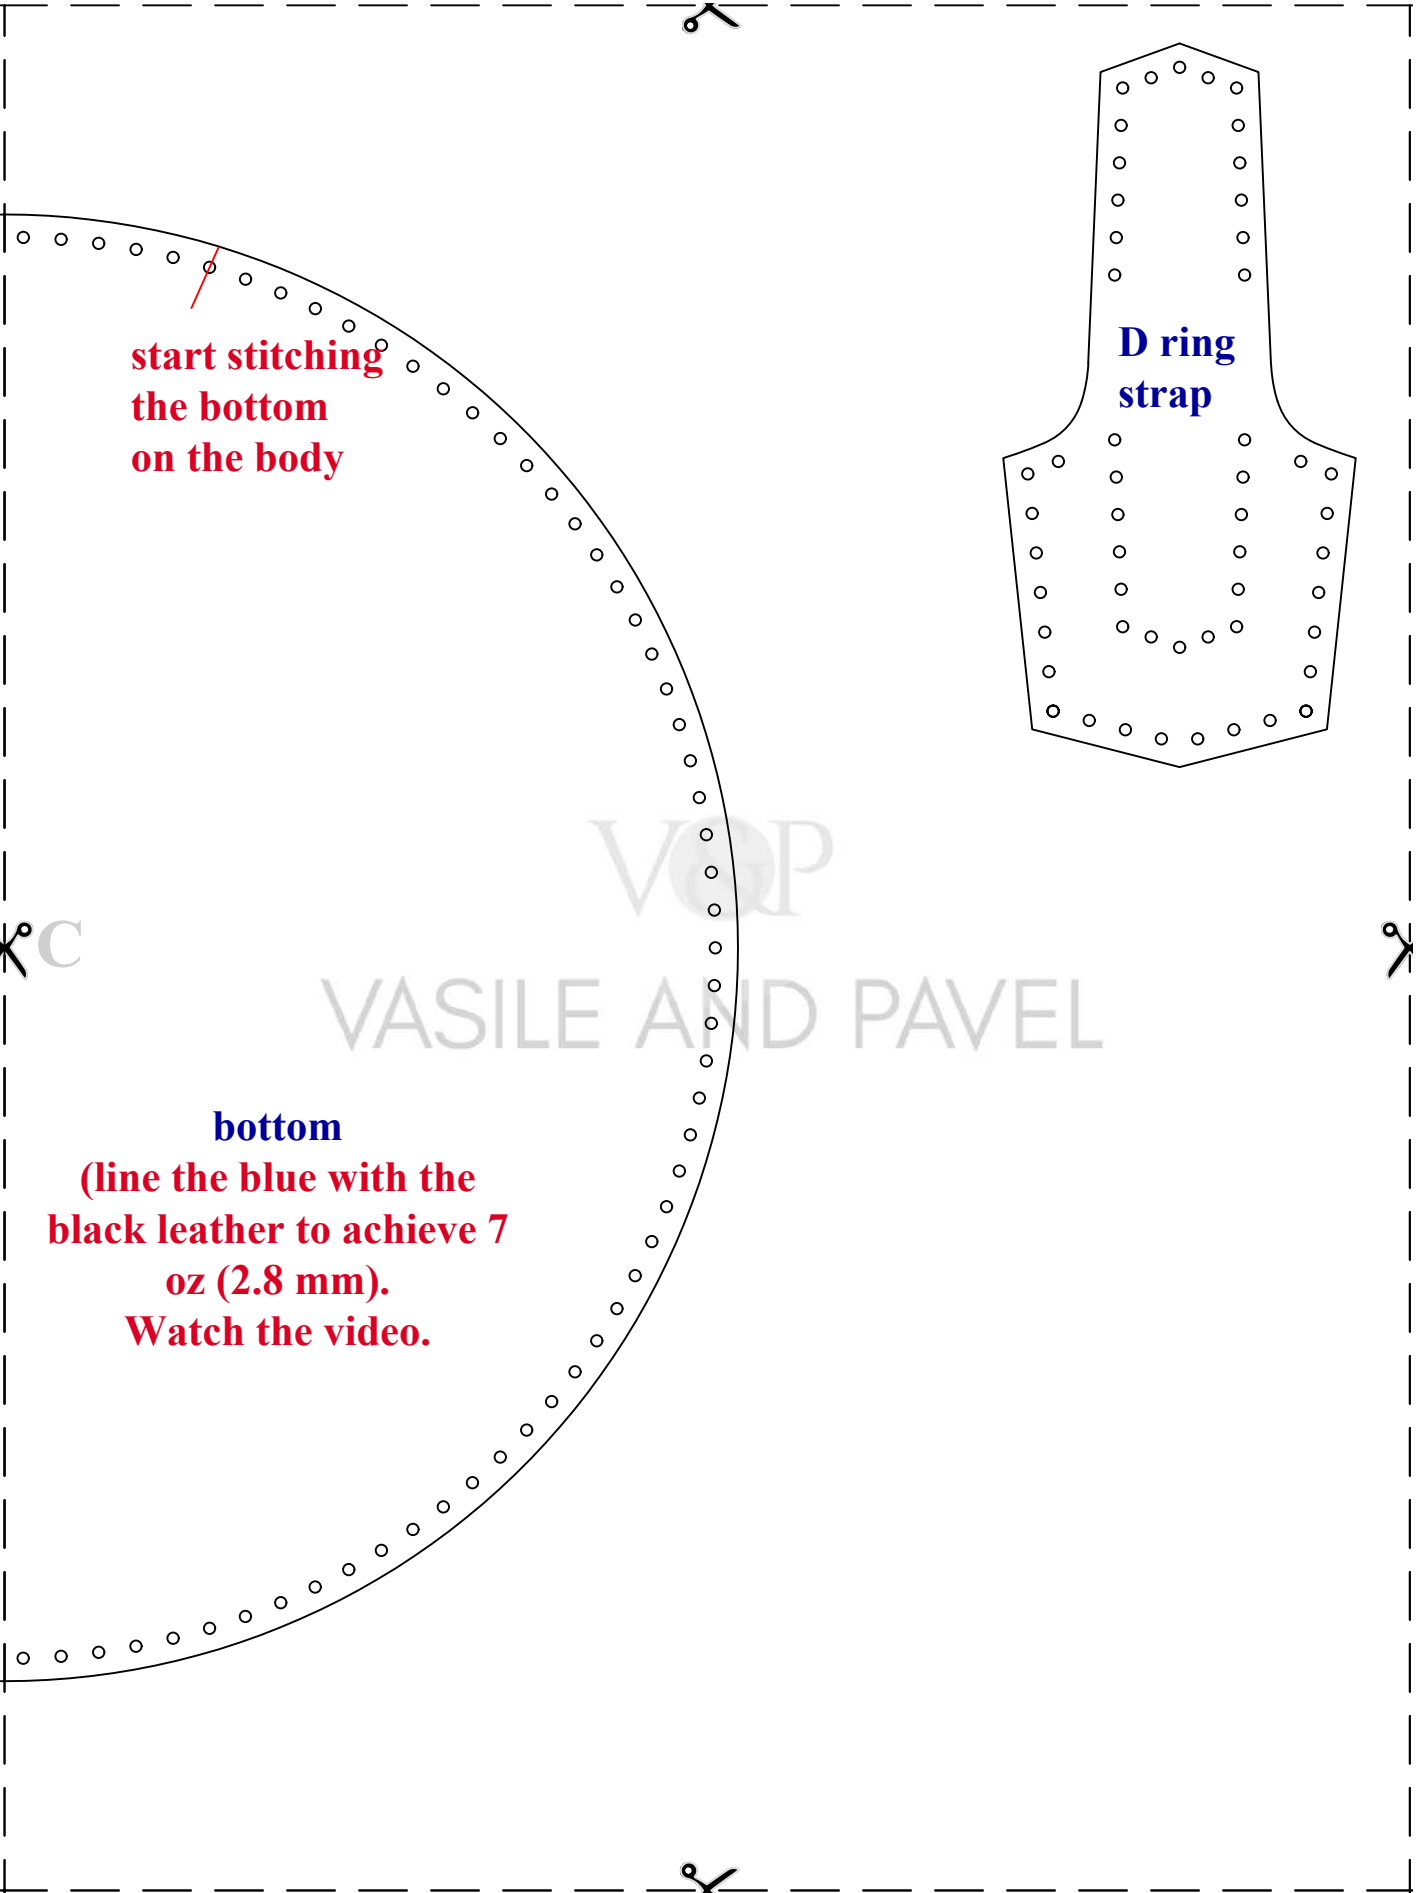 start stitching
the bottom
on the body
D ring
strap
V&P
C
VASILE AND PAVEL
bottom
(line the blue with the
black leather to achieve 7
oz (2.8 mm).
Watch the video.